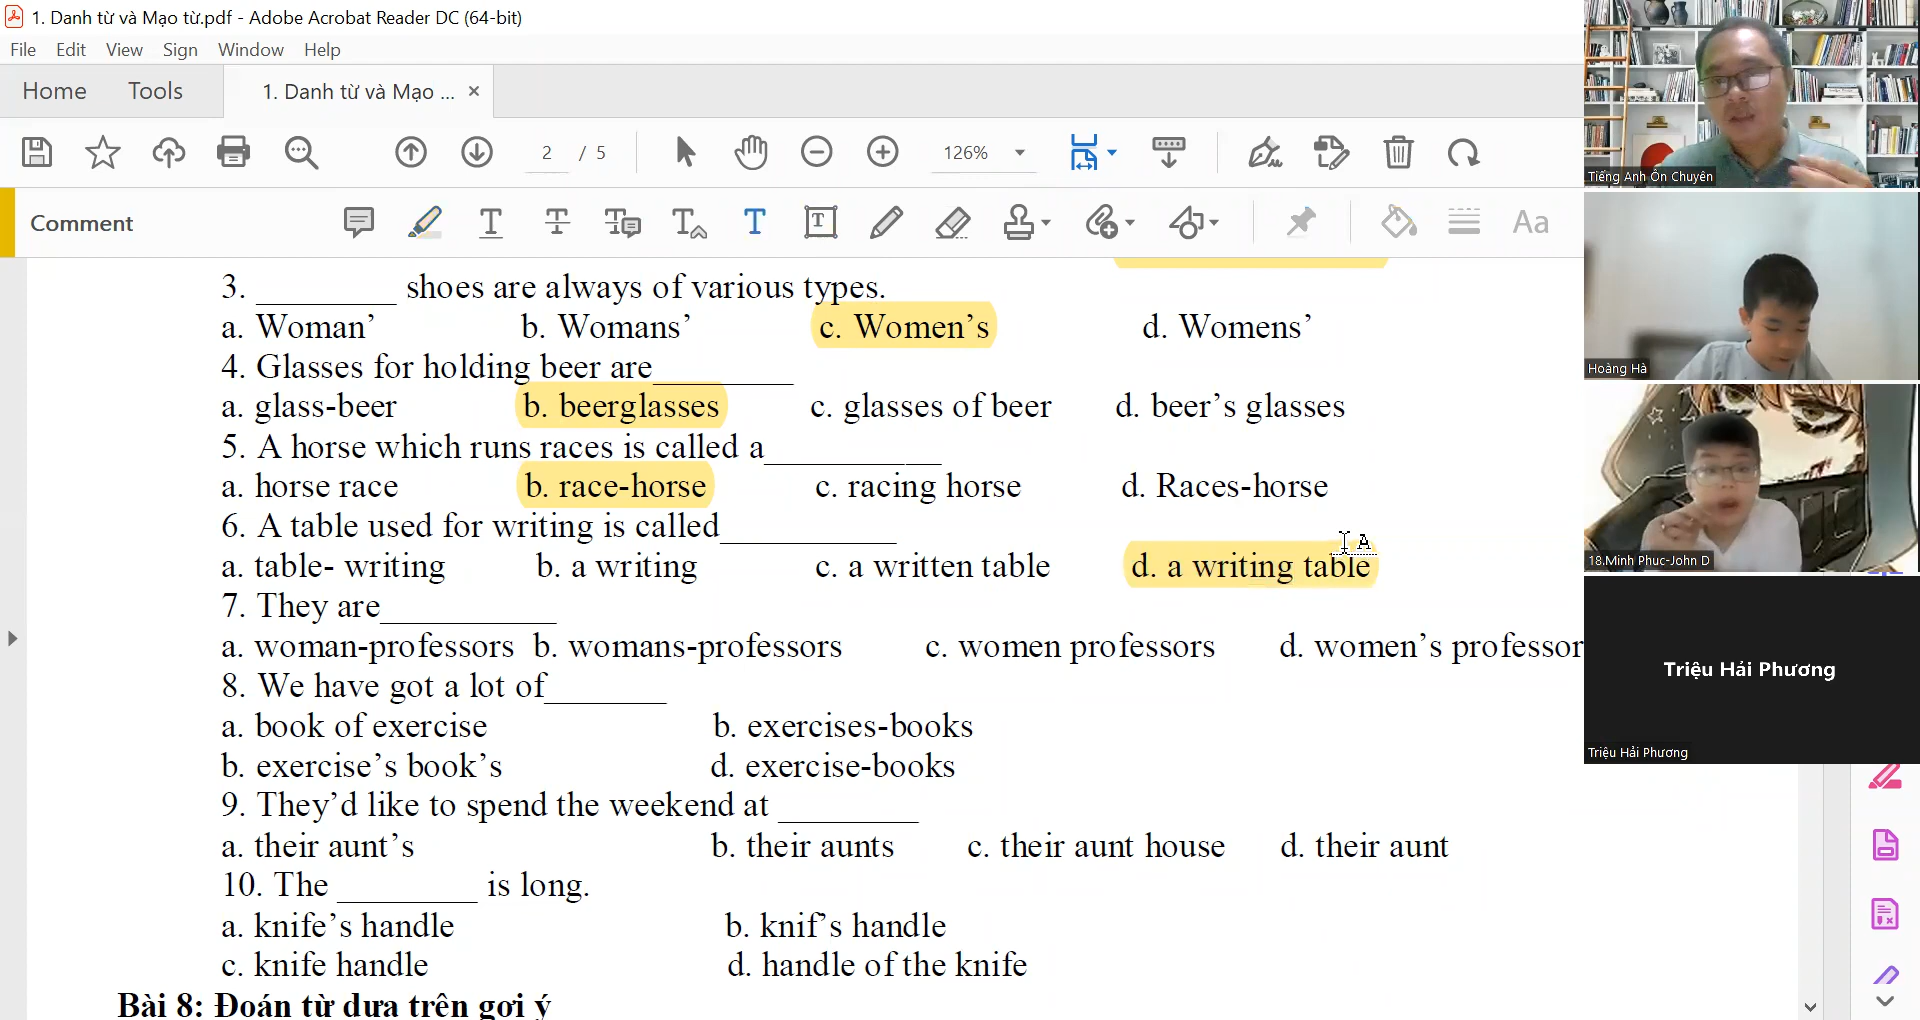 1. Danh từ và Mạo từ.pdf - Adobe Acrobat Reader DC (64-bit)
File Edit View Sign Window Help
Home Tools 1. Danh từ và Mạo ... ×
2 / 5 126%
Comment
3. ________ shoes are always of various types.
a. Woman’ b. Womans’ c. Women’s d. Womens’
4. Glasses for holding beer are________
a. glass-beer b. beerglasses c. glasses of beer d. beer’s glasses
5. A horse which runs races is called a__________
a. horse race b. race-horse c. racing horse d. Races-horse
6. A table used for writing is called__________
a. table- writing b. a writing c. a written table d. a writing table
7. They are__________
a. woman-professors b. womans-professors c. women professors d. women’s professor
8. We have got a lot of_______
a. book of exercise b. exercises-books
b. exercise’s book’s d. exercise-books
9. They’d like to spend the weekend at ________
a. their aunt’s b. their aunts c. their aunt house d. their aunt
10. The ________ is long.
a. knife’s handle b. knif’s handle
c. knife handle d. handle of the knife
Bài 8: Đoán từ dựa trên gợi ý
Tiếng Anh Ôn Chuyên
Hoàng Hà
18.Minh Phuc-John D
Triệu Hải Phương
Triệu Hải Phương